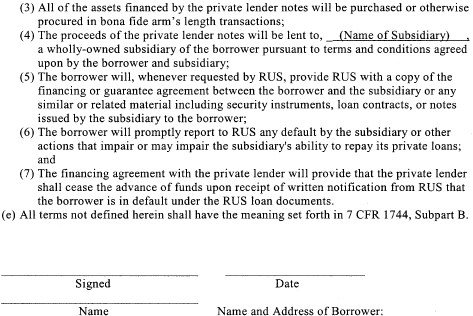 (3) All of the assets financed by the private lender notes will be purchased or otherwise
procured in bona fide arm's length transactions;
(4) The proceeds of the private lender notes will be lent to, (Name of Subsidiary) ,
a wholly-owned subsidiary of the borrower pursuant to terms and conditions agreed
upon by the borrower and subsidiary;
(5) The borrower will, whenever requested by RUS, provide RUS with a copy of the
financing or guarantee agreement between the borrower and the subsidiary or any
similar or related material including security instruments, loan contracts, or notes
issued by the subsidiary to the borrower;
(6) The borrower will promptly report to RUS any default by the subsidiary or other
actions that impair or may impair the subsidiary's ability to repay its private loans;
and
(7) The financing agreement with the private lender will provide that the private lender
shall cease the advance of funds upon receipt of written notification from RUS that
the borrower is in default under the RUS loan documents.
(e) All terms not defined herein shall have the meaning set forth in 7 CFR 1744, Subpart B.
Signed Date
Name Name and Address of Borrower: